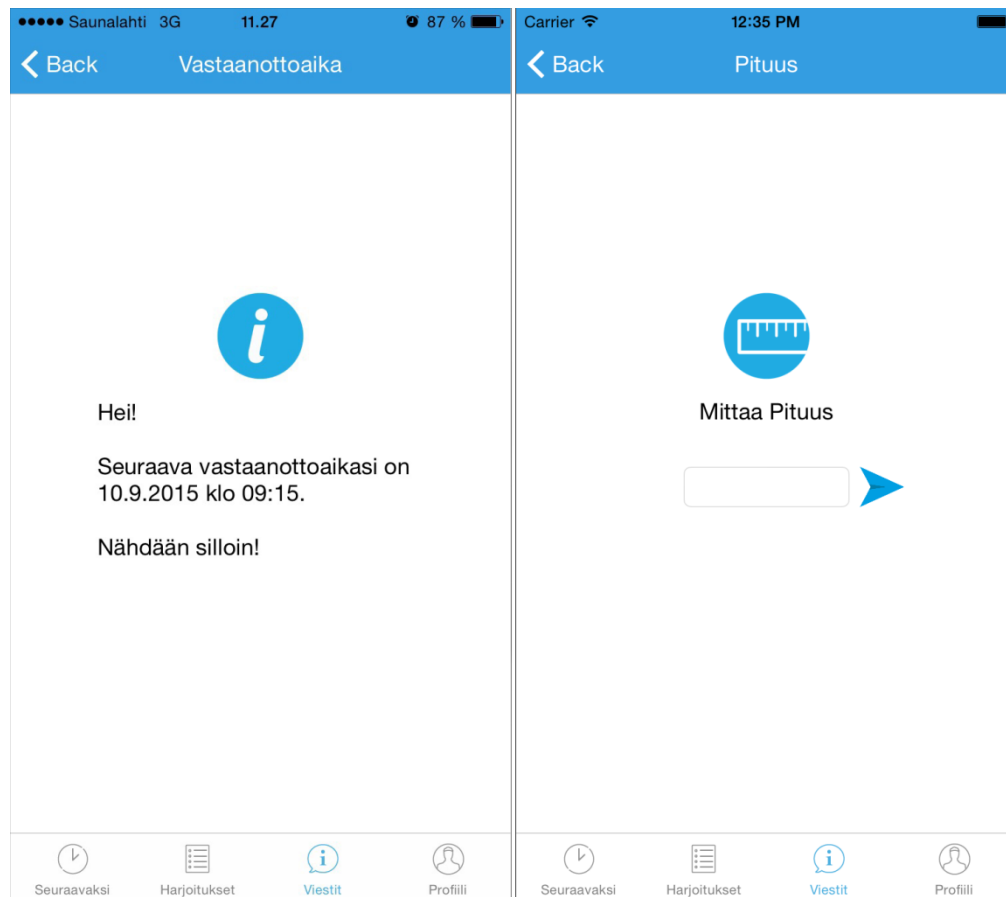 Saunalahti 3G 11.27 87 %
Back Vastaanottoaika
i
Hei!
Seuraava vastaanottoaikasi on
10.9.2015 klo 09:15.
Nähdään silloin!
Seuraavaksi Harjoitukset Viestit Profiili
Carrier 12:35 PM
Back Pituus
Mittaa Pituus
Seuraavaksi Harjoitukset Viestit Profiili